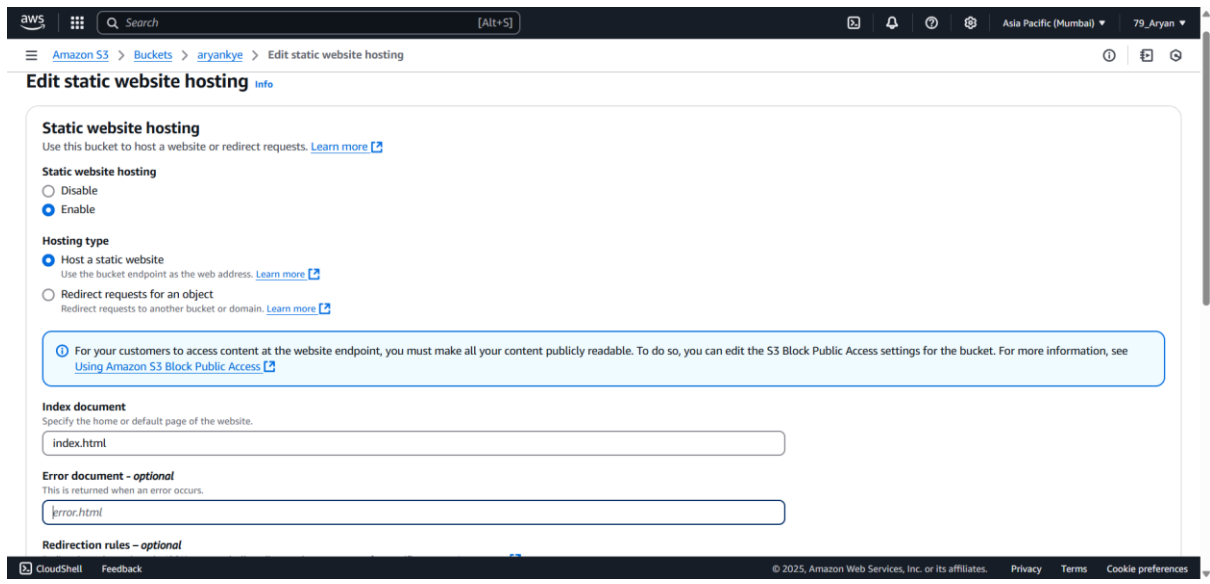 aws
Search [Alt+S] Asia Pacific (Mumbai) ▼ 79_Aryan ▼
Amazon S3 > Buckets > aryankye > Edit static website hosting
Edit static website hosting Info
Static website hosting
Use this bucket to host a website or redirect requests. Learn more
Static website hosting
Disable
Enable
Hosting type
Host a static website
Use the bucket endpoint as the web address. Learn more
Redirect requests for an object
Redirect requests to another bucket or domain. Learn more
For your customers to access content at the website endpoint, you must make all your content publicly readable. To do so, you can edit the S3 Block Public Access settings for the bucket. For more information, see
Using Amazon S3 Block Public Access
Index document
Specify the home or default page of the website.
index.html
Error document - optional
This is returned when an error occurs.
error.html
Redirection rules – optional
CloudShell Feedback © 2025, Amazon Web Services, Inc. or its affiliates. Privacy Terms Cookie preferences